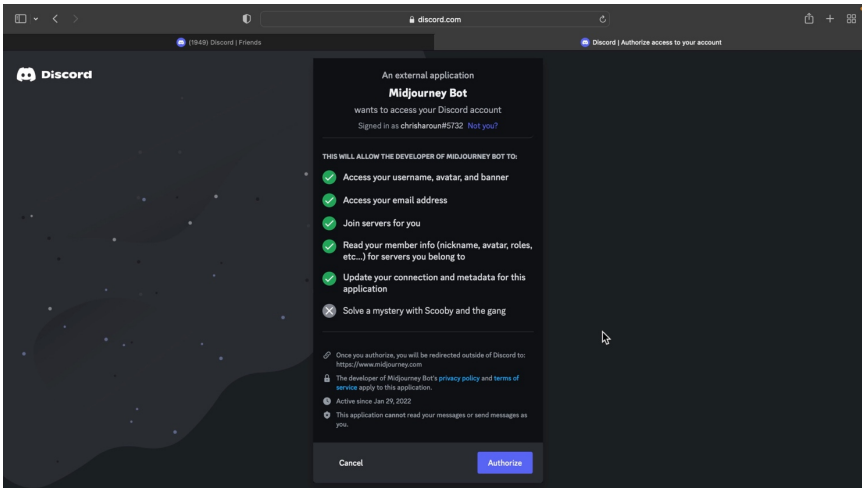 discord.com
(1949) Discord | Friends
Discord | Authorize access to your account
Discord
An external application
Midjourney Bot
wants to access your Discord account
Signed in as chrisharoun#5732 Not you?
THIS WILL ALLOW THE DEVELOPER OF MIDJOURNEY BOT TO:
Access your username, avatar, and banner
Access your email address
Join servers for you
Read your member info (nickname, avatar, roles,
etc...) for servers you belong to
Update your connection and metadata for this
application
Solve a mystery with Scooby and the gang
Once you authorize, you will be redirected outside of Discord to:
https://www.midjourney.com
The developer of Midjourney Bot's privacy policy and terms of
service apply to this application.
Active since Jan 29, 2022
This application cannot read your messages or send messages as
you.
Cancel
Authorize